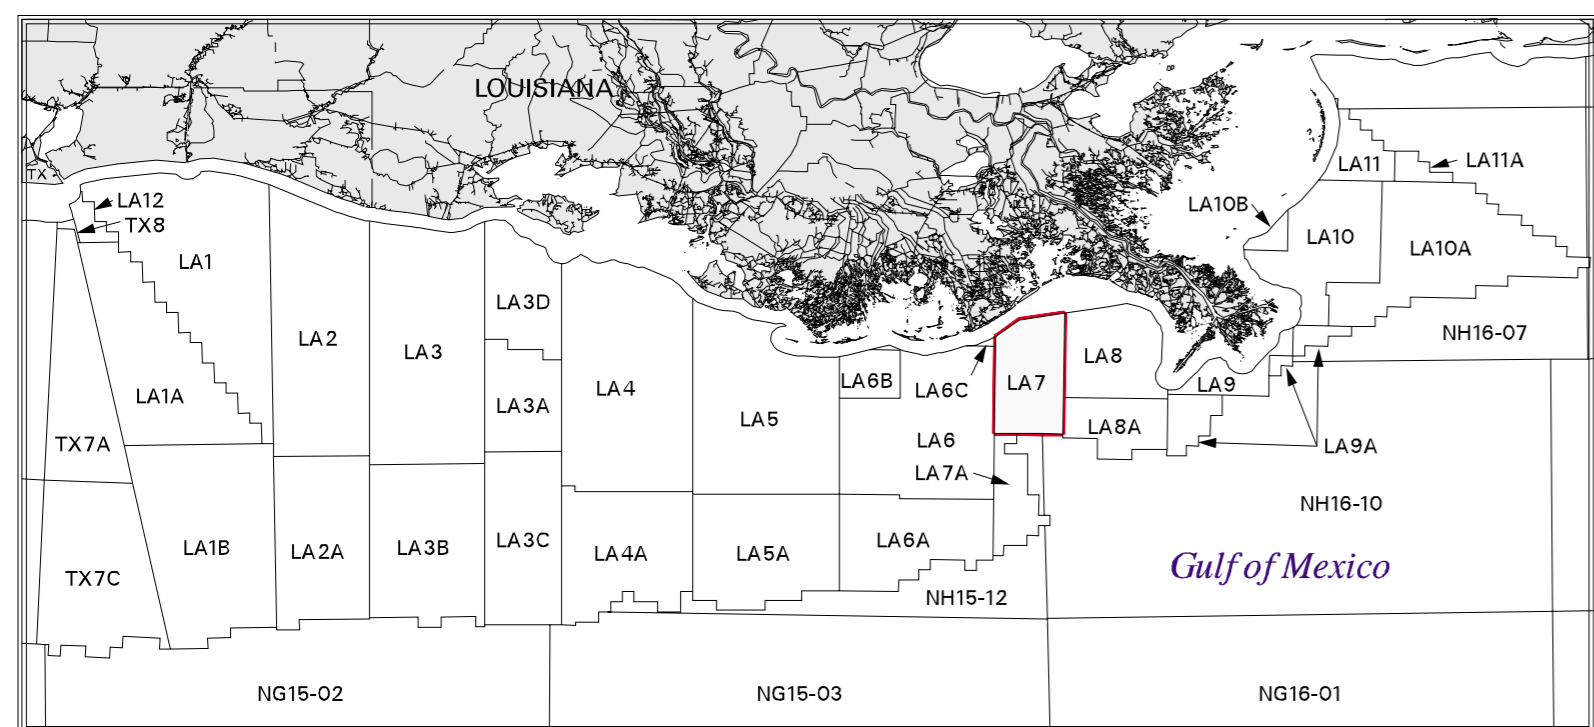 LOUISIANA
TX
LA12
TX8
LA1
LA11
LA11A
LA10B
LA10
LA10A
LA3D
LA2
LA3
LA8
NH16-07
LA1A
LA4
LA6B
LA6C
LA7
LA9
LA3A
LA5
LA6
LA8A
TX7A
LA9A
LA7A
NH16-10
LA1B
LA2A
LA3B
LA3C
LA4A
LA5A
LA6A
Gulf of Mexico
TX7C
NH15-12
NG15-02
NG15-03
NG16-01